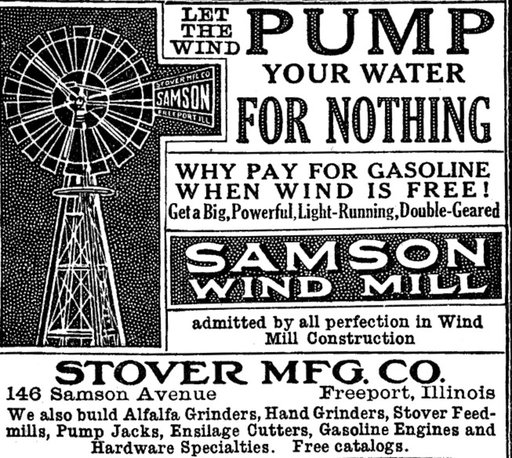 LET
THE
WIND
PUMP
YOUR WATER
FOR NOTHING
STOVER MFG CO
SAMSON
FREEPORT ILL
WHY PAY FOR GASOLINE
WHEN WIND IS FREE!
Get a Big, Powerful, Light-Running, Double-Geared
SAMSON
WIND MILL
admitted by all perfection in Wind
Mill Construction
STOVER MFG. CO.
146 Samson Avenue Freeport, Illinois
We also build Alfalfa Grinders, Hand Grinders, Stover Feed-
mills, Pump Jacks, Ensilage Cutters, Gasoline Engines and
Hardware Specialties. Free catalogs.